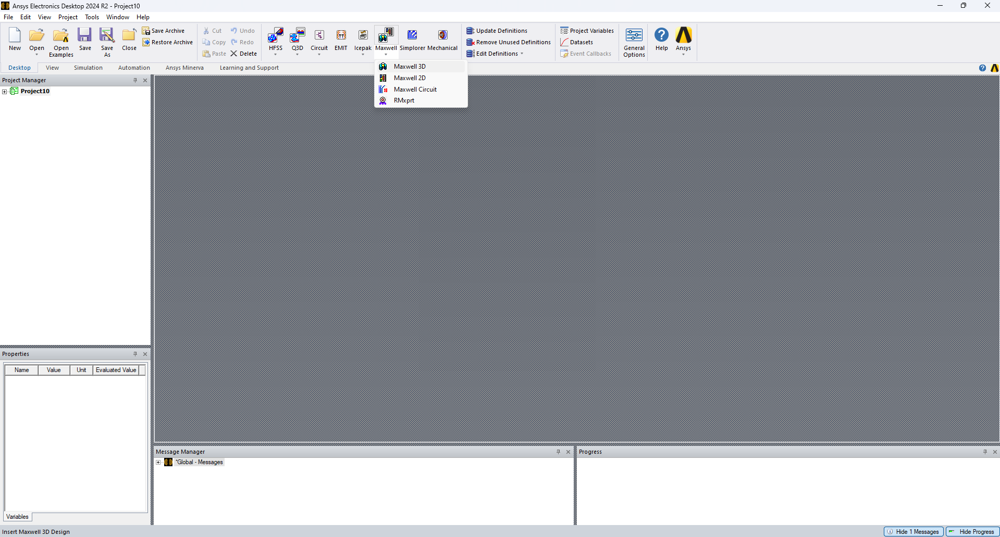 Ansys Electronics Desktop 2024 R2 - Project10
File Edit View Project Tools Window Help
New
Open
Open Examples
Save
Save As
Close
Save Archive
Restore Archive
Cut
Copy
Paste
Undo
Redo
Delete
HFSS
Q3D
Circuit
EMIT
Icepak
Maxwell
Simplorer
Mechanical
Update Definitions
Remove Unused Definitions
Edit Definitions
Project Variables
Datasets
Event Callbacks
General Options
Help
Ansys
Desktop View Simulation Automation Ansys Minerva Learning and Support
Maxwell 3D
Maxwell 2D
Maxwell Circuit
RMxprt
Project Manager
Project10
Properties
Name Value Unit Evaluated Value
Variables
Message Manager
*Global - Messages
Progress
Insert Maxwell 3D Design
Hide 1 Messages
Hide Progress